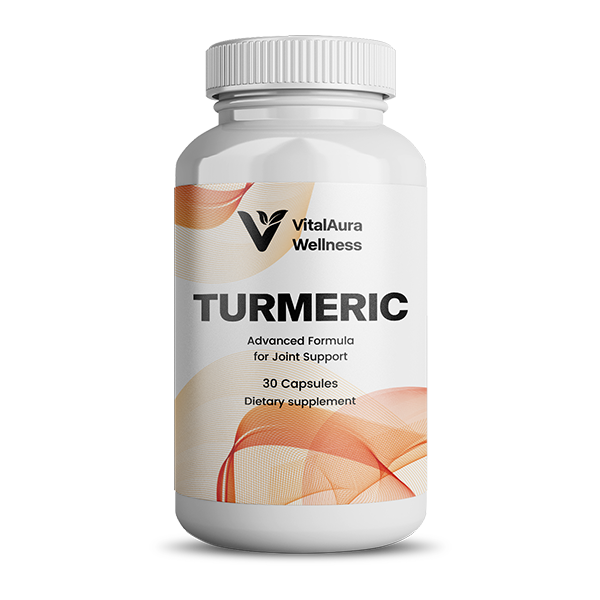 VitalAura
Wellness
TURMERIC
Advanced Formula
for Joint Support
30 Capsules
Dietary supplement